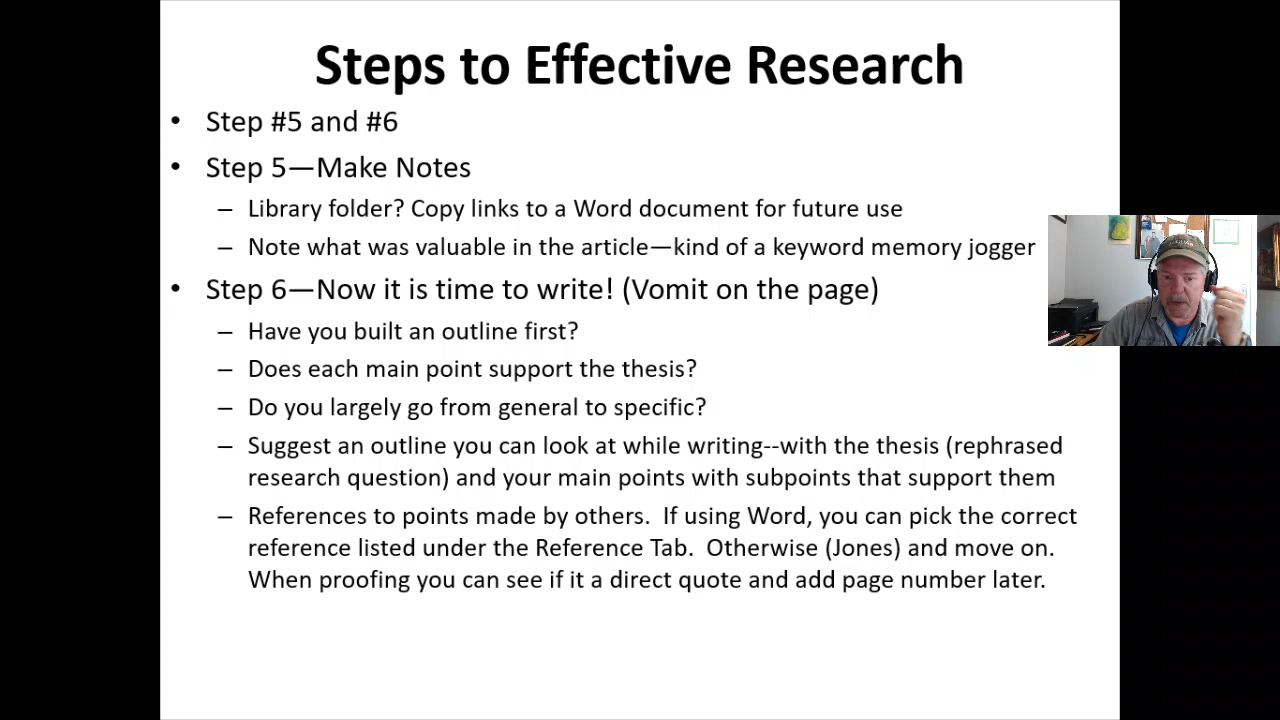 Steps to Effective Research
• Step #5 and #6
• Step 5—Make Notes
– Library folder? Copy links to a Word document for future use
– Note what was valuable in the article—kind of a keyword memory jogger
• Step 6—Now it is time to write! (Vomit on the page)
– Have you built an outline first?
– Does each main point support the thesis?
– Do you largely go from general to specific?
– Suggest an outline you can look at while writing--with the thesis (rephrased
research question) and your main points with subpoints that support them
– References to points made by others.  If using Word, you can pick the correct
reference listed under the Reference Tab.  Otherwise (Jones) and move on.
When proofing you can see if it a direct quote and add page number later.